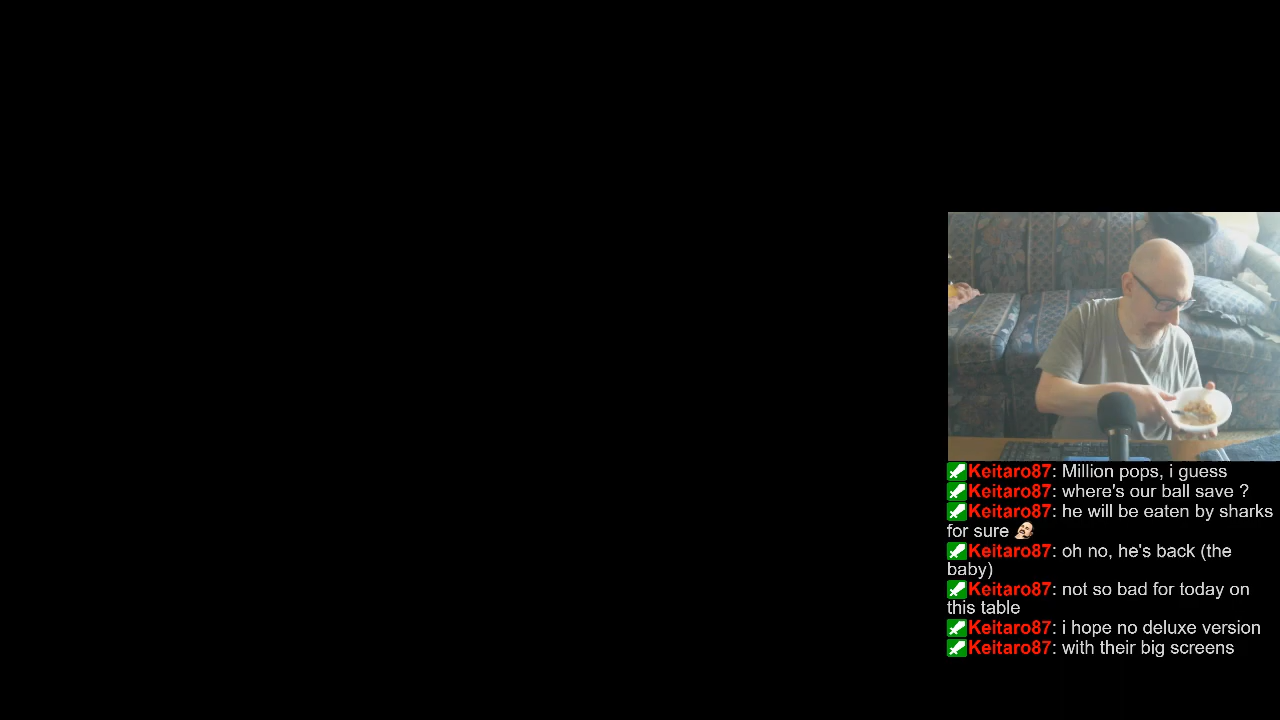 Keitaro87: Million pops, i guess
Keitaro87: where's our ball save ?
Keitaro87: he will be eaten by sharks
for sure
Keitaro87: oh no, he's back (the
baby)
Keitaro87: not so bad for today on
this table
Keitaro87: i hope no deluxe version
Keitaro87: with their big screens